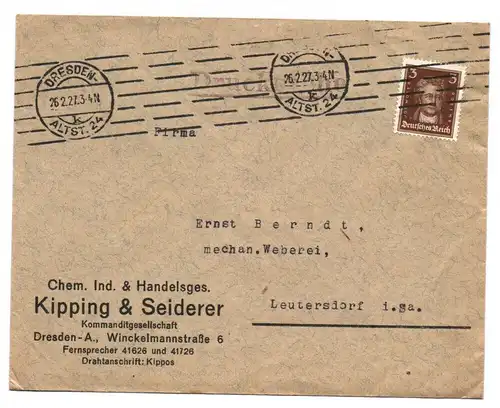 DRESDEN-
26.2.27.3-4N
k
ALTST. 24
DRESDEN-
26.2.27.3-4N
k
ALTST. 24
3 3
Deutsches Reich
Firma
Ernst Berndt,
mechan.Weberei,
Leutersdorf i.Sa.
Chem. Ind. & Handelsges.
Kipping & Seiderer
Kommanditgesellschaft
Dresden-A., Winckelmannstraße 6
Fernsprecher 41626 und 41726
Drahtanschrift: Kippos